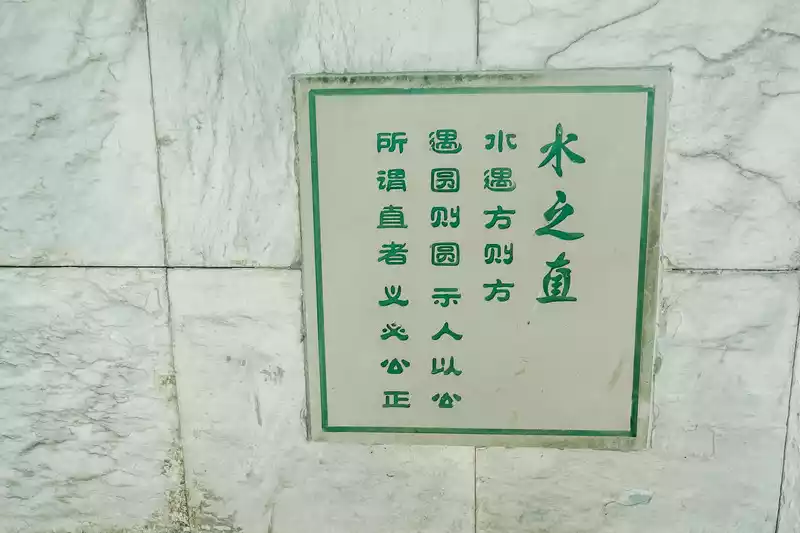 水之直
水遇方则方
遇圆则圆示人以公
所谓直者义必公正